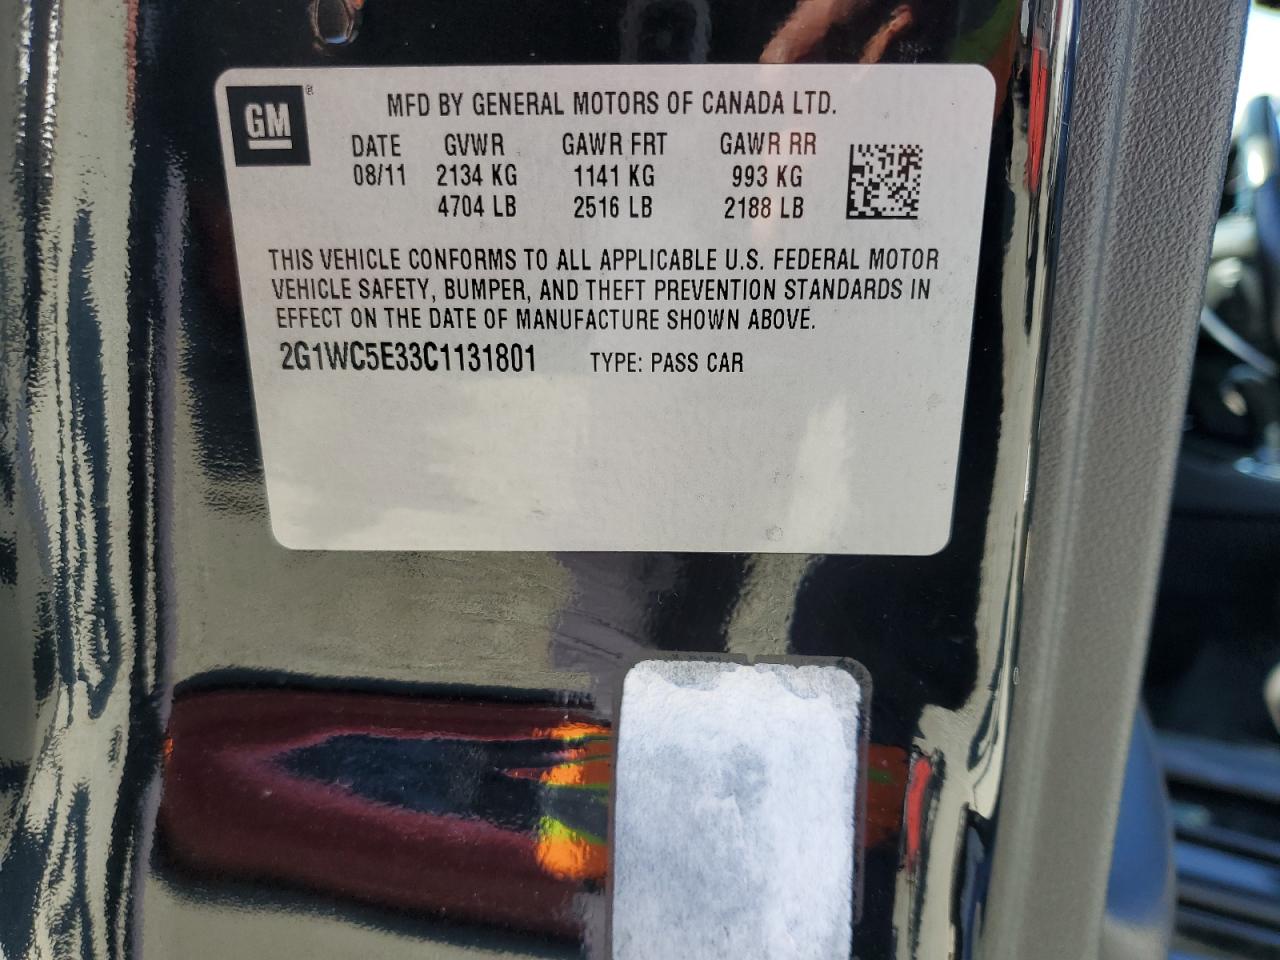 GM®
MFD BY GENERAL MOTORS OF CANADA LTD.
DATE GVWR GAWR FRT GAWR RR
08/11 2134 KG 1141 KG 993 KG
4704 LB 2516 LB 2188 LB
THIS VEHICLE CONFORMS TO ALL APPLICABLE U.S. FEDERAL MOTOR
VEHICLE SAFETY, BUMPER, AND THEFT PREVENTION STANDARDS IN
EFFECT ON THE DATE OF MANUFACTURE SHOWN ABOVE.
2G1WC5E33C1131801 TYPE: PASS CAR